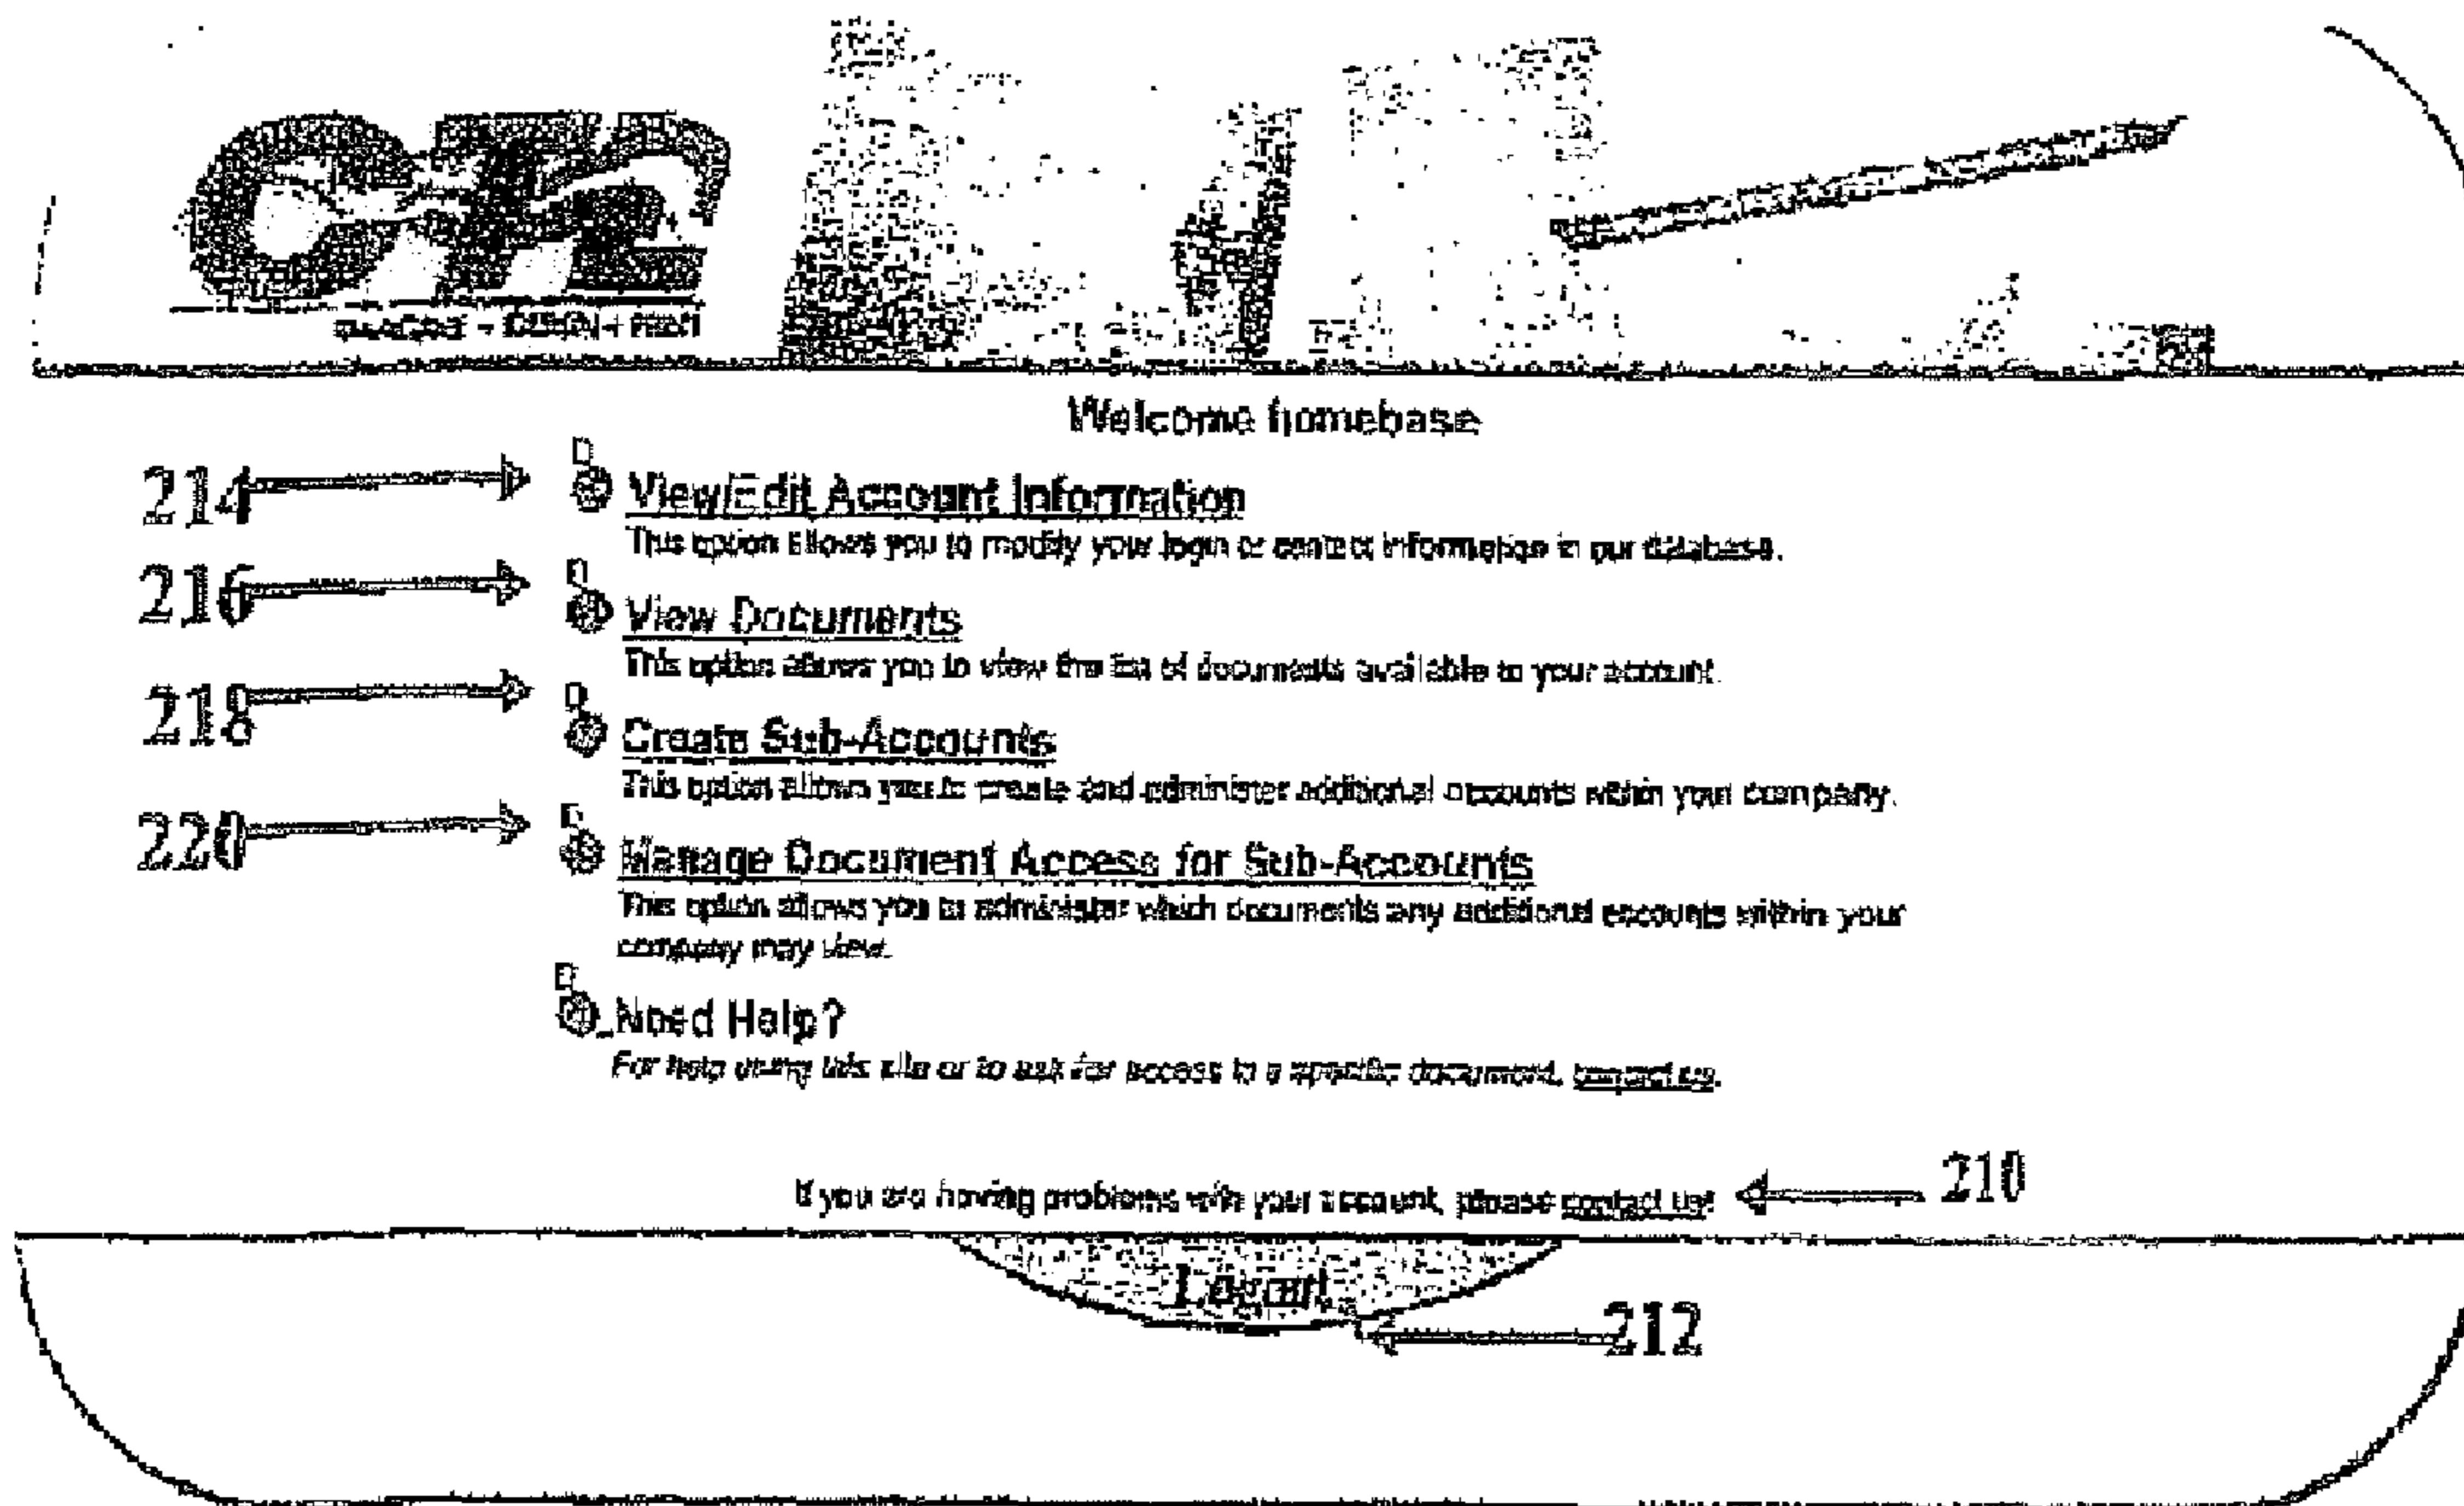 Welcome homebase
214
View/Edit Account Information
This option allows you to modify your login or contact information in our database.
216
View Documents
This option allows you to view the list of documents available to your account.
218
Create Sub-Accounts
This option allows you to create and administer additional accounts within your company.
220
Manage Document Access for Sub-Accounts
This option allows you to administer which documents any additional accounts within your
company may view.
Need Help?
For help using this site or to ask for access to a specific document, contact us.
If you are having problems with your account, please contact us!
210
Logout
212